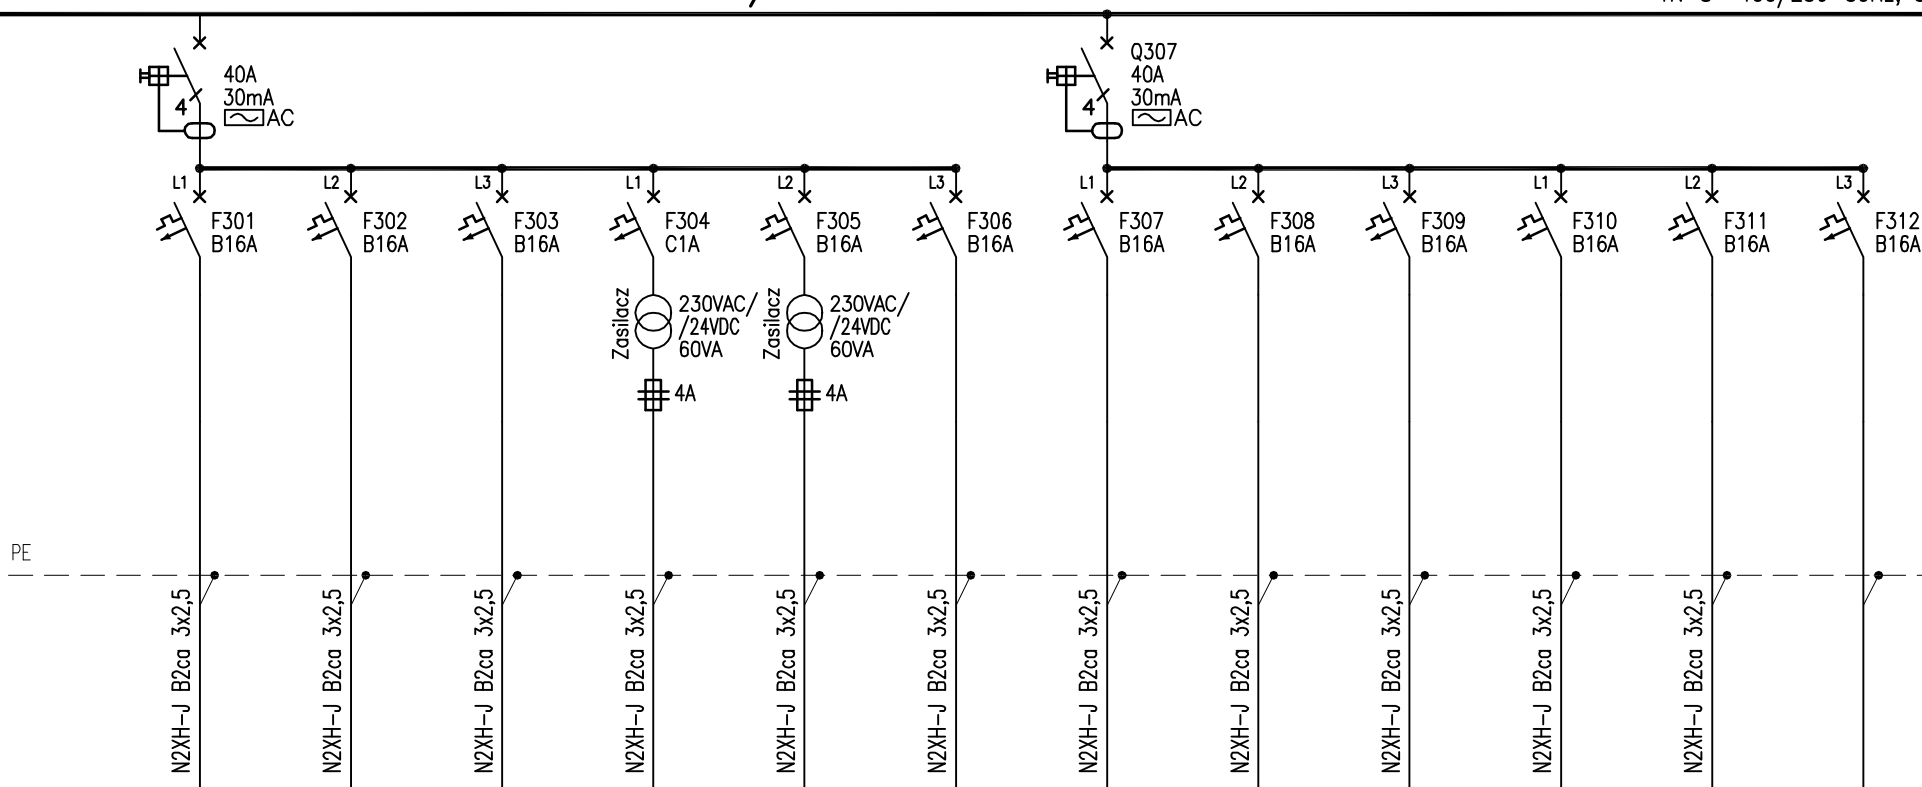 40A
30mA
4
AC
Q307
40A
30mA
4
AC
L1 L2 L3 L1 L2 L3 L1 L2 L3 L1 L2 L3
F301
B16A
F302
B16A
F303
B16A
F304
C1A
F305
B16A
F306
B16A
F307
B16A
F308
B16A
F309
B16A
F310
B16A
F311
B16A
F312
B16A
Zasilacz
230VAC/
/24VDC
60VA
4A
Zasilacz
230VAC/
/24VDC
60VA
4A
PE
N2XH-J B2ca 3x2,5
N2XH-J B2ca 3x2,5
N2XH-J B2ca 3x2,5
N2XH-J B2ca 3x2,5
N2XH-J B2ca 3x2,5
N2XH-J B2ca 3x2,5
N2XH-J B2ca 3x2,5
N2XH-J B2ca 3x2,5
N2XH-J B2ca 3x2,5
N2XH-J B2ca 3x2,5
N2XH-J B2ca 3x2,5